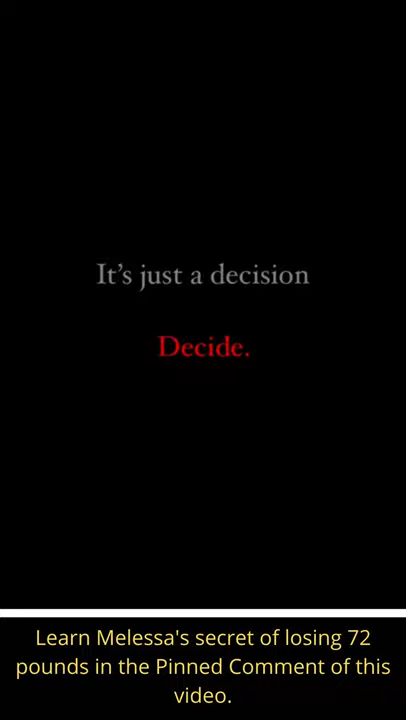 It’s just a decision
Decide.
Learn Melessa's secret of losing 72
pounds in the Pinned Comment of this
video.